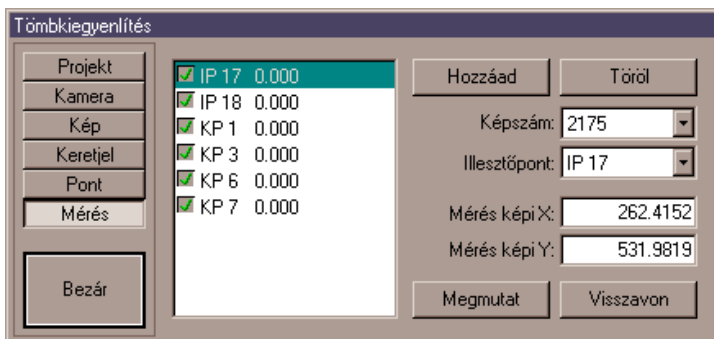 Tömbkiegyenlítés
Projekt
Kamera
Kép
Keretjel
Pont
Mérés
Bezár
IP 17 0.000
IP 18 0.000
KP 1 0.000
KP 3 0.000
KP 6 0.000
KP 7 0.000
Hozzáad Töröl
Képszám: 2175
Illesztőpont: IP 17
Mérés képi X: 262.4152
Mérés képi Y: 531.9819
Megmutat Visszavon